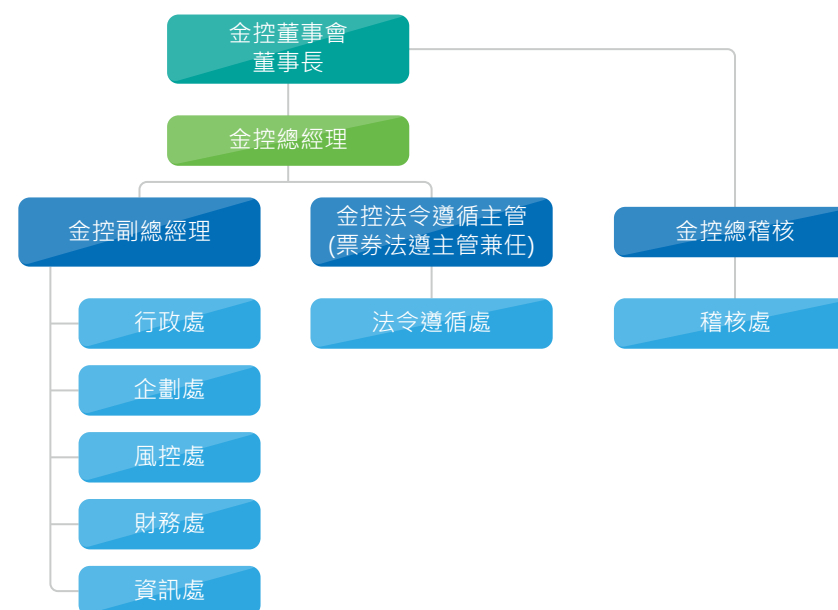 金控董事會
董事長
金控總經理
金控副總經理
金控法令遵循主管
(票券法遵主管兼任)
金控總稽核
行政處
法令遵循處
稽核處
企劃處
風控處
財務處
資訊處